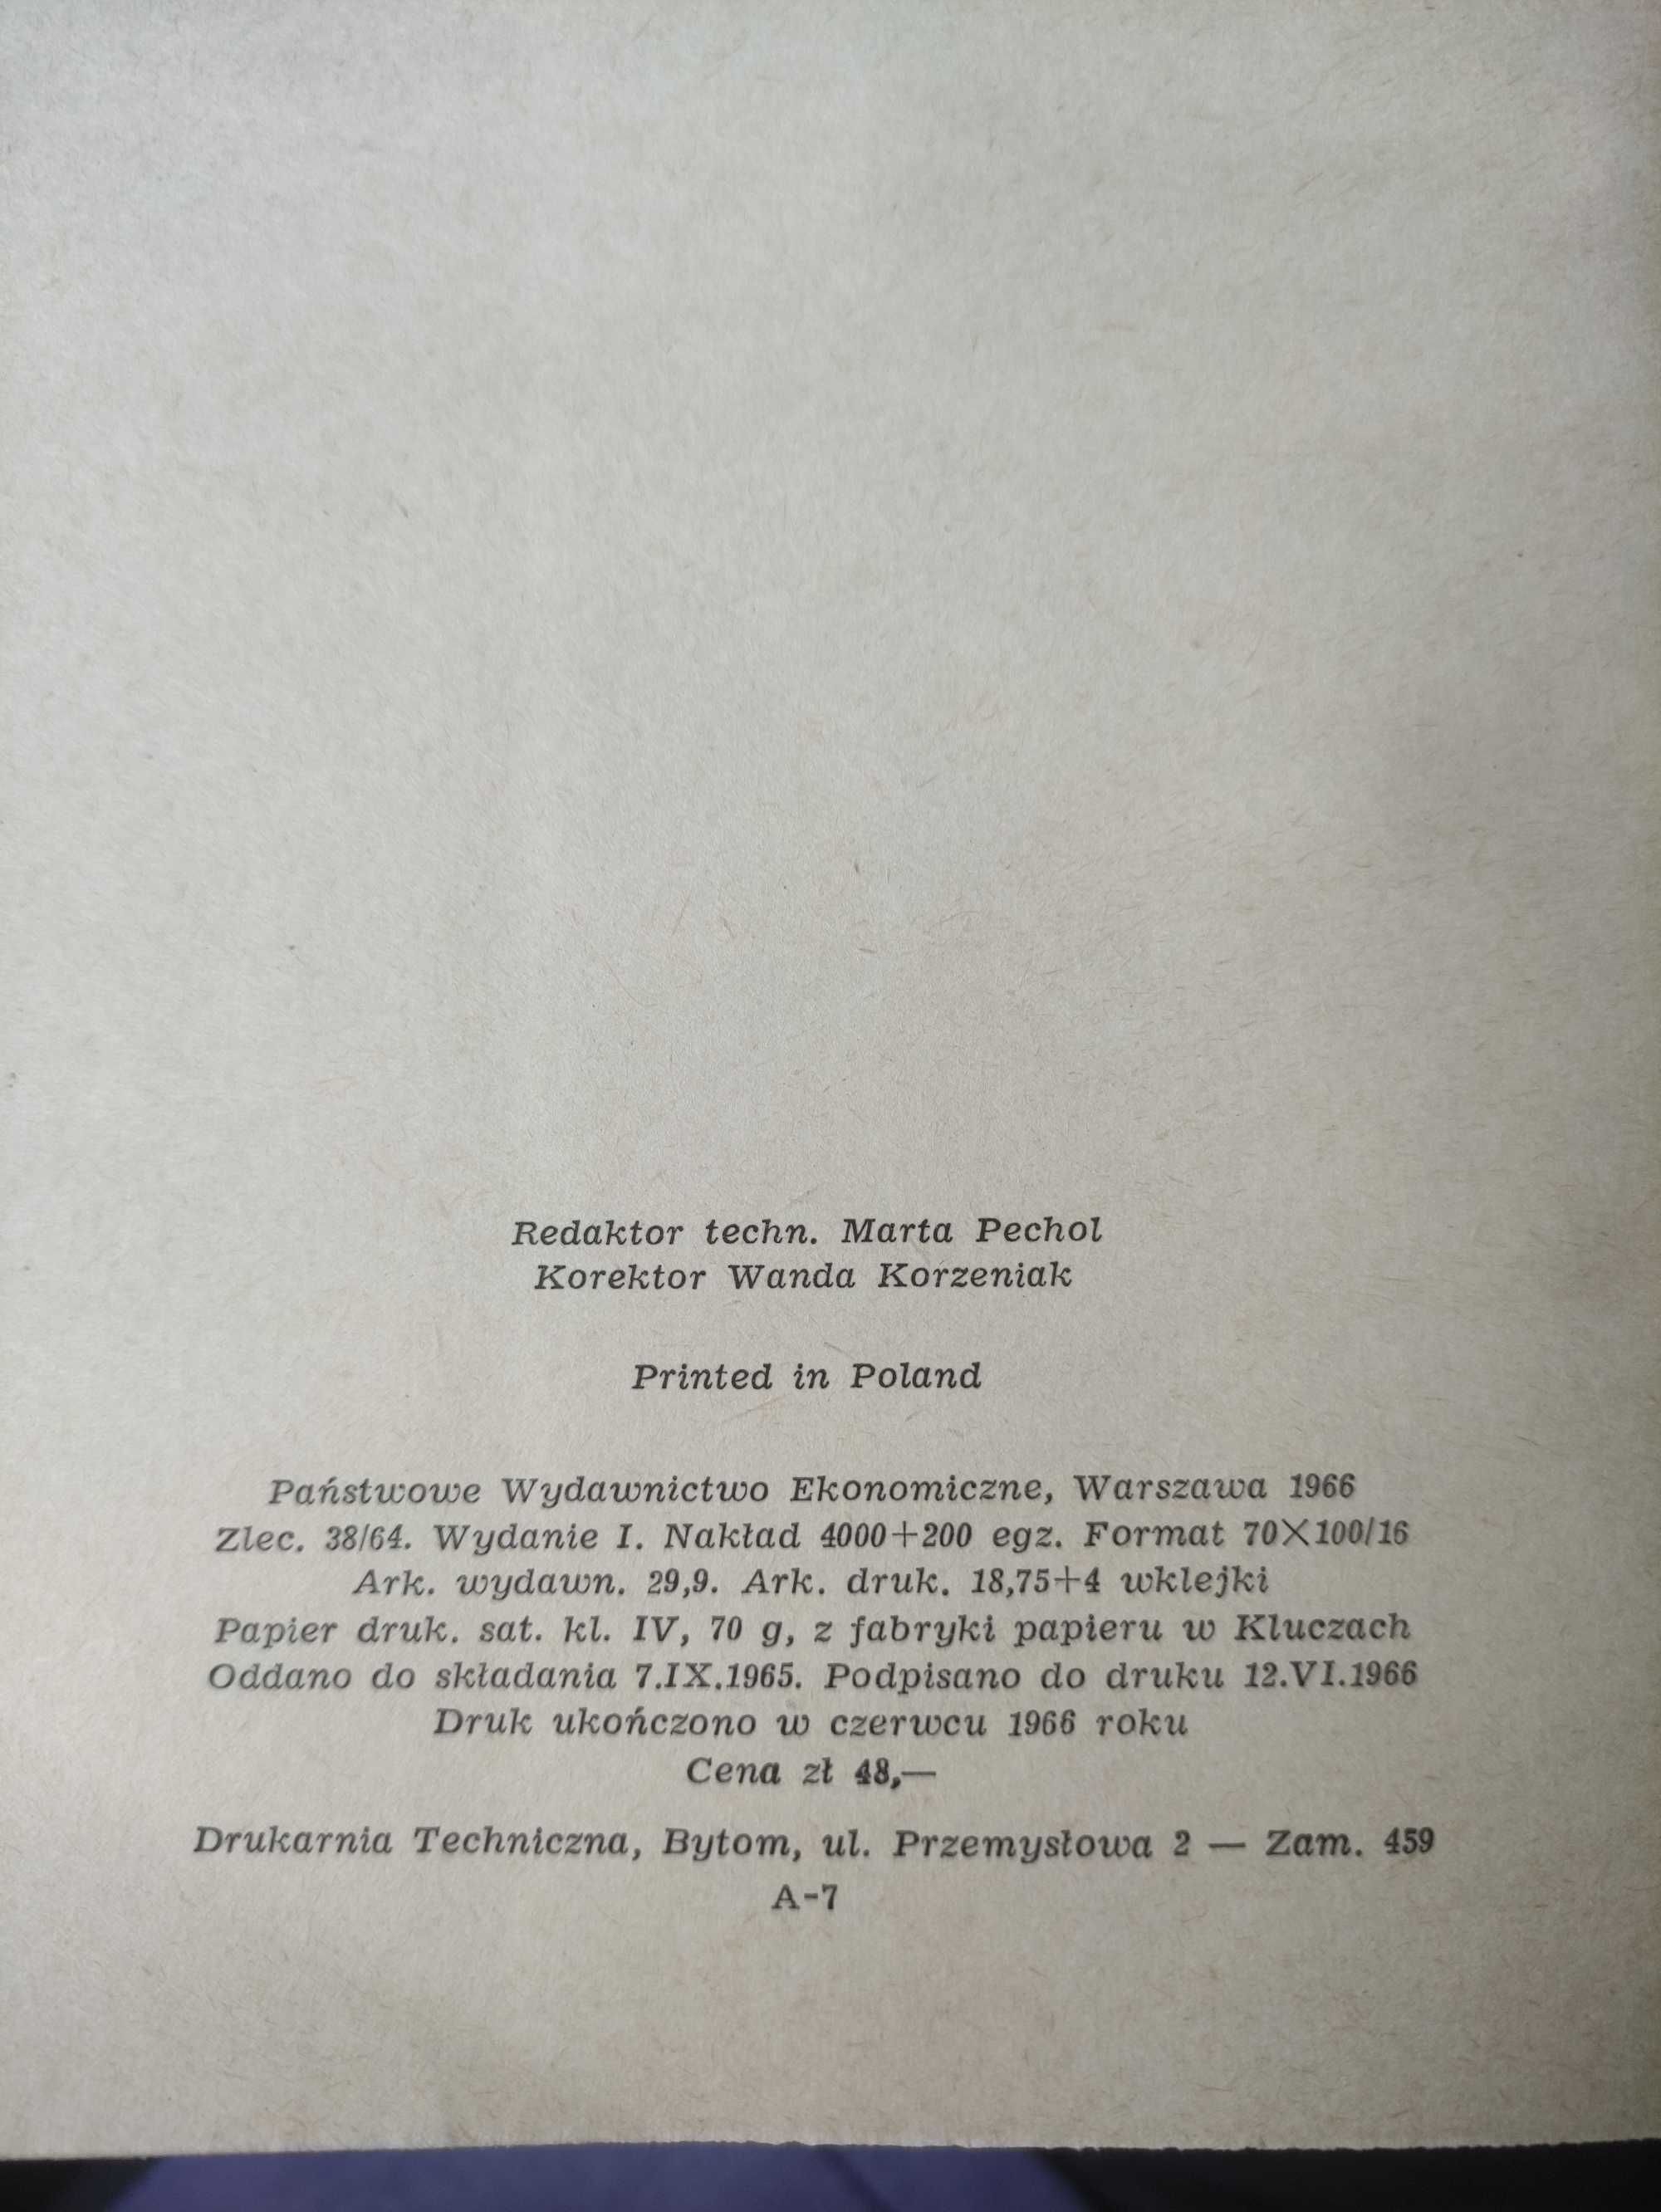 Redaktor techn. Marta Pechol
Korektor Wanda Korzeniak
Printed in Poland
Państwowe Wydawnictwo Ekonomiczne, Warszawa 1966
Zlec. 38/64. Wydanie I. Nakład 4000+200 egz. Format 70×100/16
Ark. wydawn. 29,9. Ark. druk. 18,75+4 wklejki
Papier druk. sat. kl. IV, 70 g, z fabryki papieru w Kluczach
Oddano do składania 7.IX.1965. Podpisano do druku 12.VI.1966
Druk ukończono w czerwcu 1966 roku
Cena zł 48,—
Drukarnia Techniczna, Bytom, ul. Przemysłowa 2 — Zam. 459
A-7